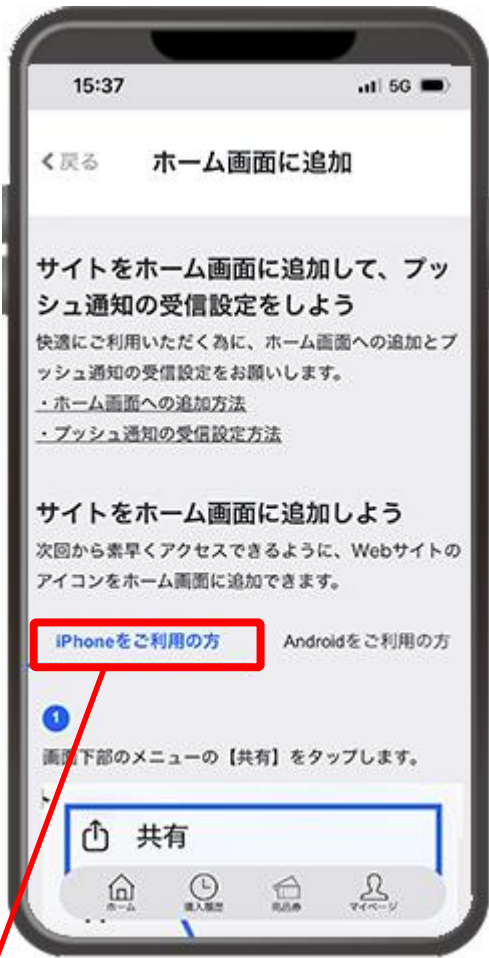 15:37
5G
戻る
ホーム画面に追加
サイトをホーム画面に追加して、プッ
シュ通知の受信設定をしよう
快適にご利用いただく為に、ホーム画面への追加とプ
ッシュ通知の受信設定をお願いします。
・ホーム画面への追加方法
・プッシュ通知の受信設定方法
サイトをホーム画面に追加しよう
次回から素早くアクセスできるように、Webサイトの
アイコンをホーム画面に追加できます。
iPhoneをご利用の方
Androidをご利用の方
1
画面下部のメニューの【共有】をタップします。
共有
ホーム
購入履歴
商品券
マイページ